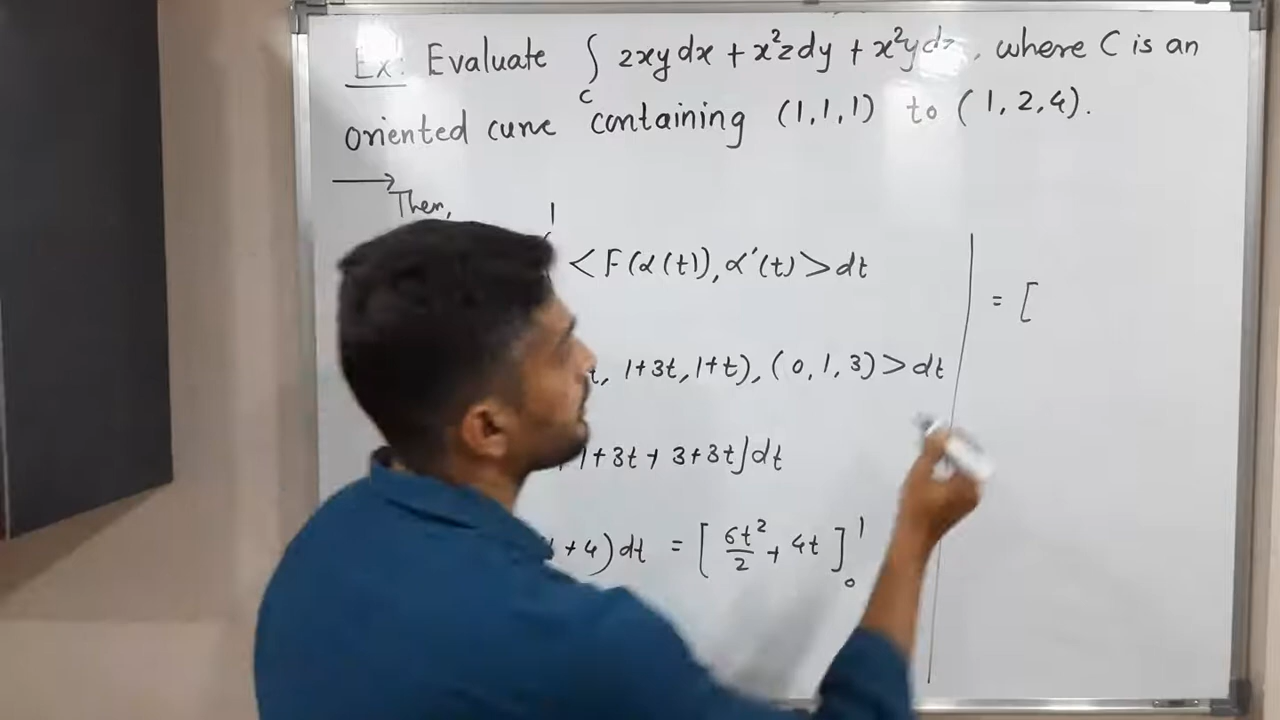 Ex: Evaluate ∫_C 2xy dx + x²z dy + x²y dz, where C is an
oriented curve containing (1,1,1) to (1,2,4).
→ Then,
1
<F(α(t)), α'(t)>dt
t, 1+3t, 1+t), (0,1,3)>dt
1+3t + 3+3t]dt
+4)dt = [6t²/2 + 4t]₀¹
= [